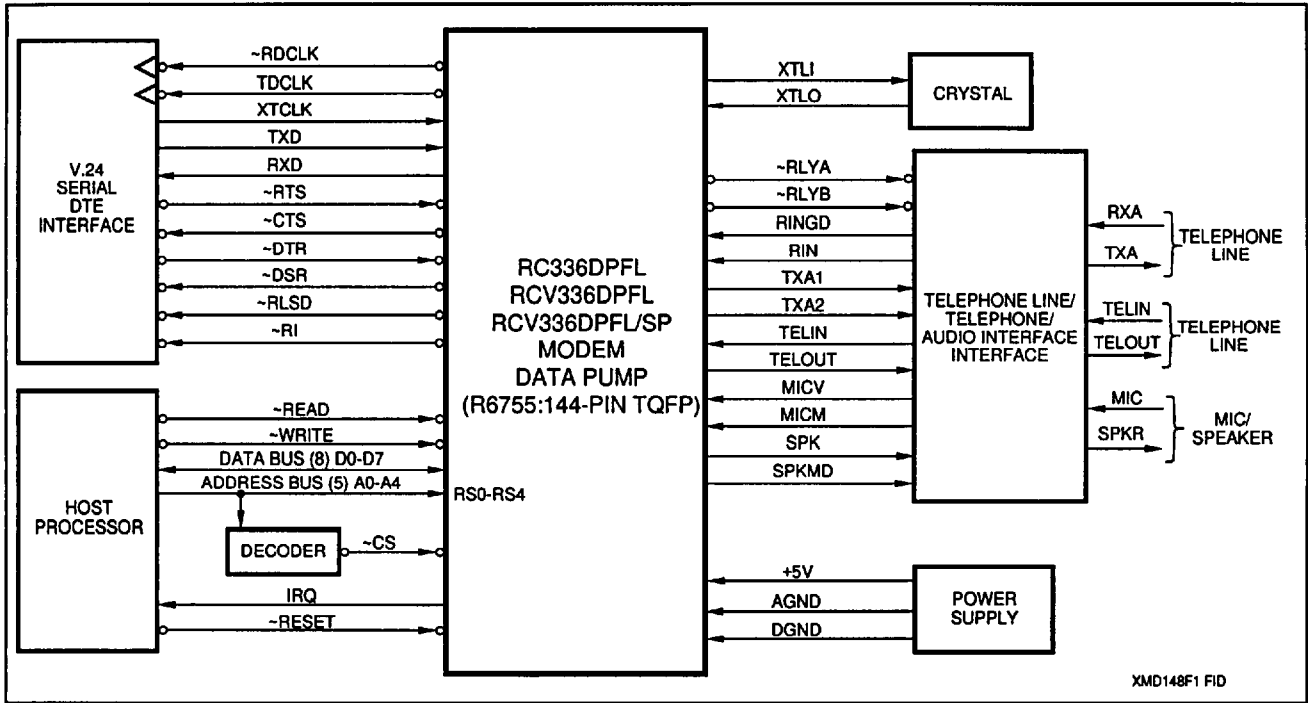 ~RDCLK
TDCLK
XTCLK
TXD
RXD
~RTS
~CTS
~DTR
~DSR
~RLSD
~RI
V.24
SERIAL
DTE
INTERFACE
HOST
PROCESSOR
~READ
~WRITE
DATA BUS (8) D0-D7
ADDRESS BUS (5) A0-A4
DECODER
~CS
IRQ
~RESET
RS0-RS4
RC336DPFL
RCV336DPFL
RCV336DPFL/SP
MODEM
DATA PUMP
(R6755:144-PIN TQFP)
XTLI
XTLO
CRYSTAL
~RLYA
~RLYB
RINGD
RIN
TXA1
TXA2
TELIN
TELOUT
MICV
MICM
SPK
SPKMD
TELEPHONE LINE/
TELEPHONE/
AUDIO INTERFACE
INTERFACE
RXA
TXA
TELEPHONE
LINE
TELIN
TELOUT
TELEPHONE
LINE
MIC
SPKR
MIC/
SPEAKER
+5V
AGND
DGND
POWER
SUPPLY
XMD148F1 FID